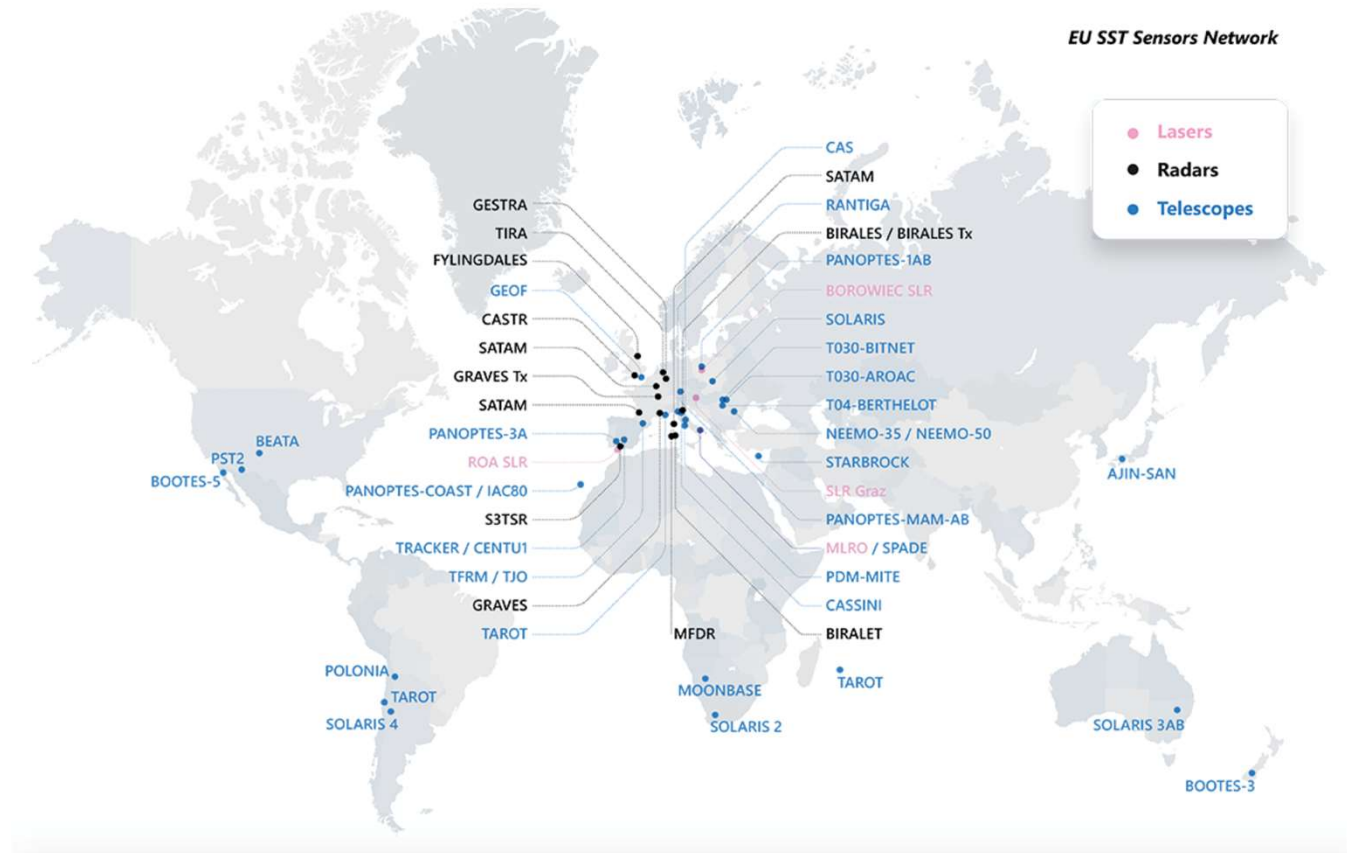 EU SST Sensors Network
Lasers
Radars
Telescopes
GESTRA
TIRA
FYLINGDALES
GEOF
CASTR
SATAM
GRAVES Tx
SATAM
PANOPTES-3A
ROA SLR
PANOPTES-COAST / IAC80
S3TSR
TRACKER / CENTU1
TFRM / TJO
GRAVES
TAROT
CAS
SATAM
RANTIGA
BIRALES / BIRALES Tx
PANOPTES-1AB
BOROWIEC SLR
SOLARIS
T030-BITNET
T030-AROAC
T04-BERTHELOT
NEEMO-35 / NEEMO-50
STARBROCK
SLR Graz
PANOPTES-MAM-AB
MLRO / SPADE
PDM-MITE
CASSINI
BIRALET
MFDR
BEATA
PST2
BOOTES-5
AJIN-SAN
POLONIA
TAROT
SOLARIS 4
MOONBASE
SOLARIS 2
TAROT
SOLARIS 3AB
BOOTES-3